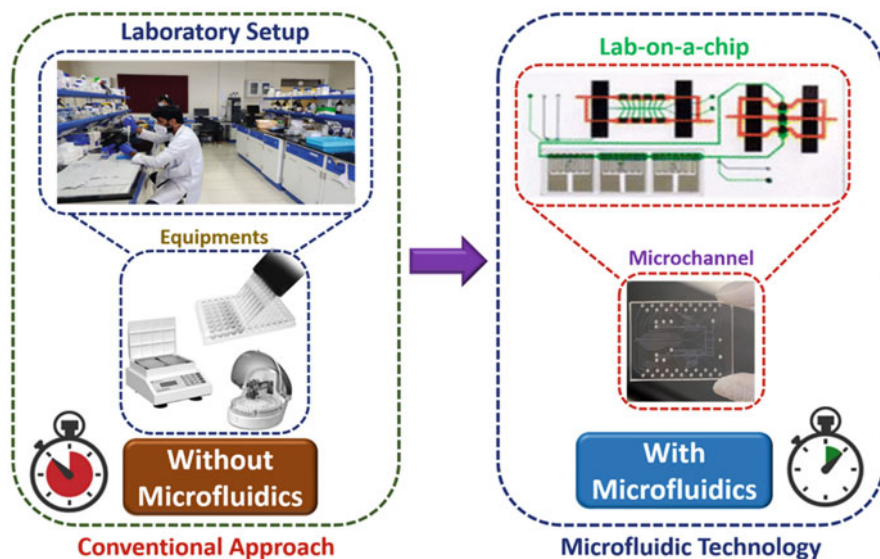 Laboratory Setup
Equipments
Without
Microfluidics
Conventional Approach
Lab-on-a-chip
Microchannel
With
Microfluidics
Microfluidic Technology